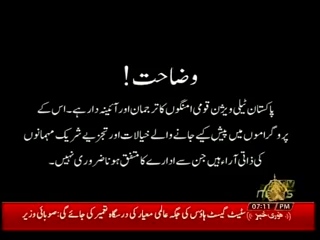 وضاحت!
پاکستان ٹیلی ویژن قومی امنگوں کا ترجمان اور آئینہ دار ہے۔ اس کے
پروگراموں میں پیش کیے جانے والے خیالات اور تجزیے شریک مہمانوں
کی ذاتی آراء ہیں جن سے ادارے کا متفق ہونا ضروری نہیں۔
NEWS
07:11 PM
سٹیٹ گیسٹ ہاؤس کی جگہ عالمی معیار کی درسگاہ تعمیر کی جائے گی: صوبائی وزیر